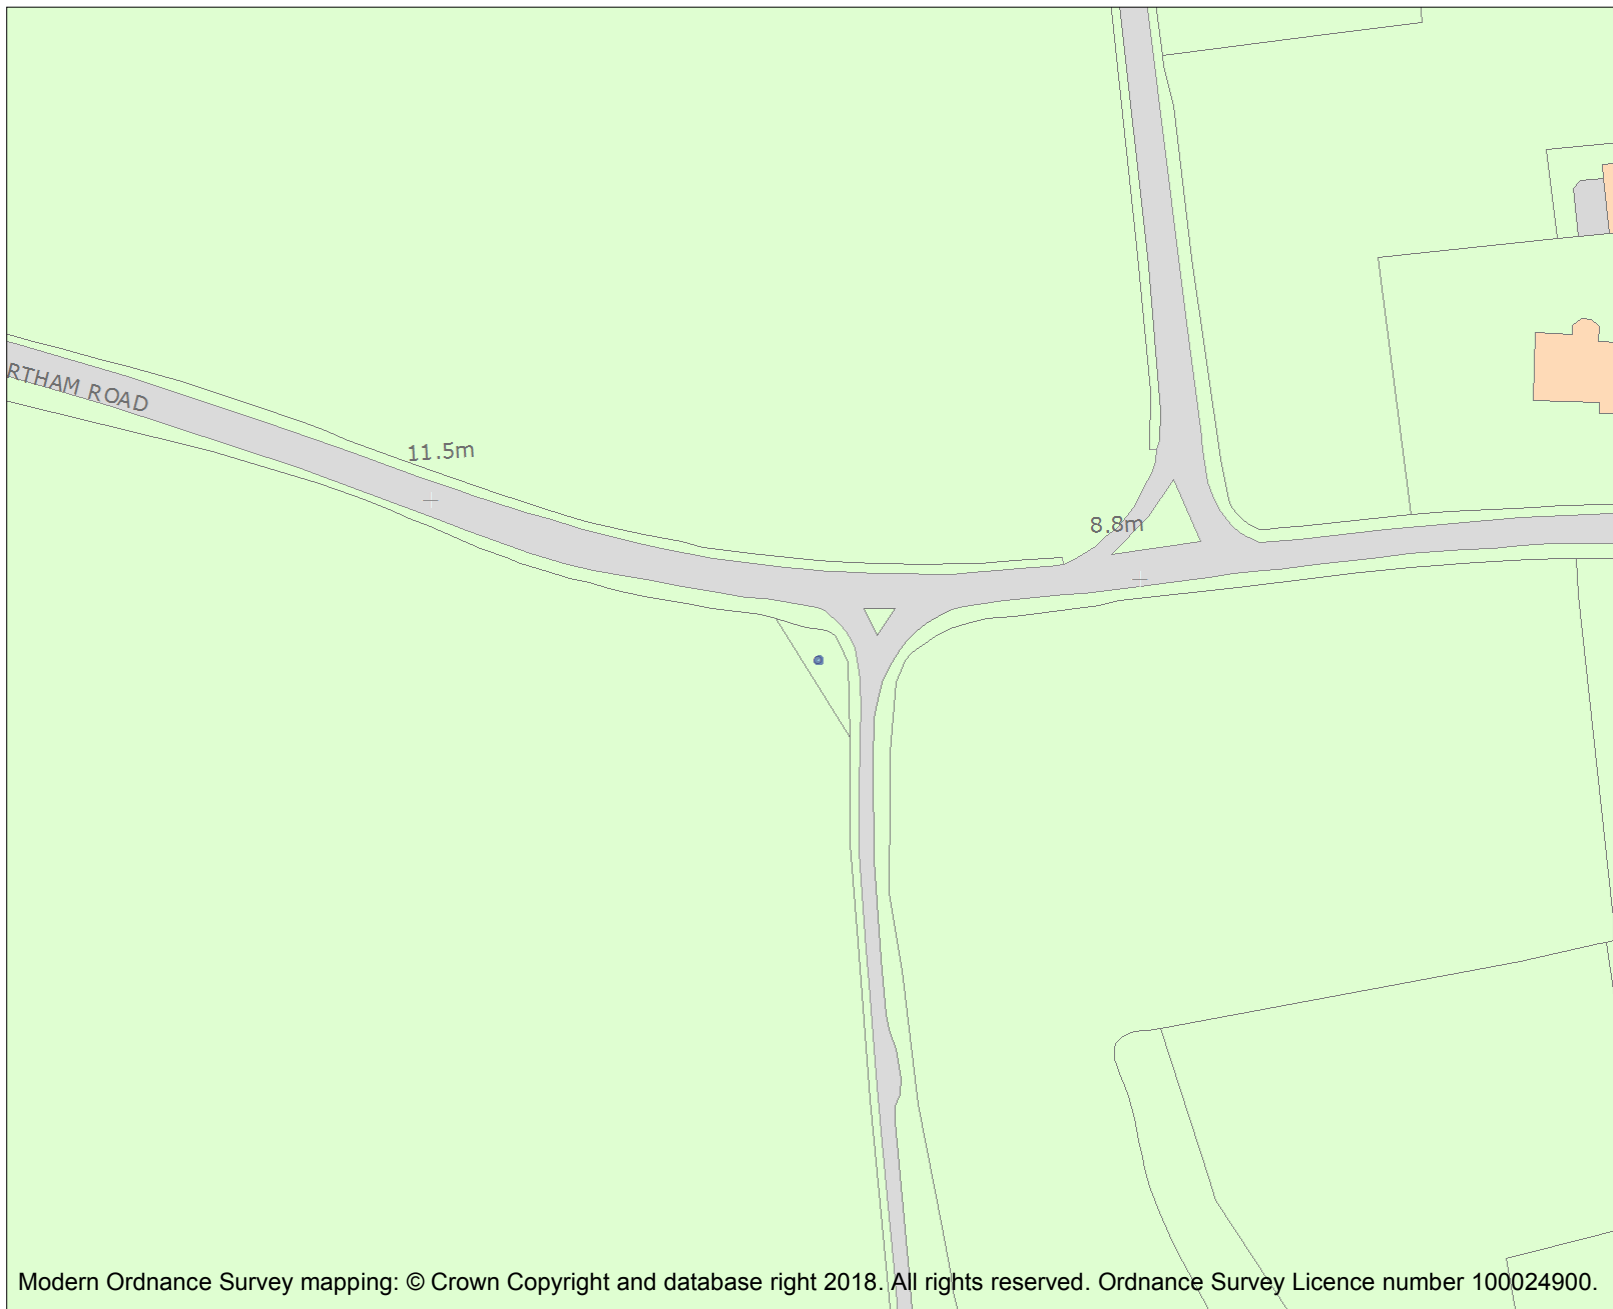 RTHAM ROAD
11.5m
8.8m
Modern Ordnance Survey mapping: © Crown Copyright and database right 2018. All rights reserved. Ordnance Survey Licence number 100024900.